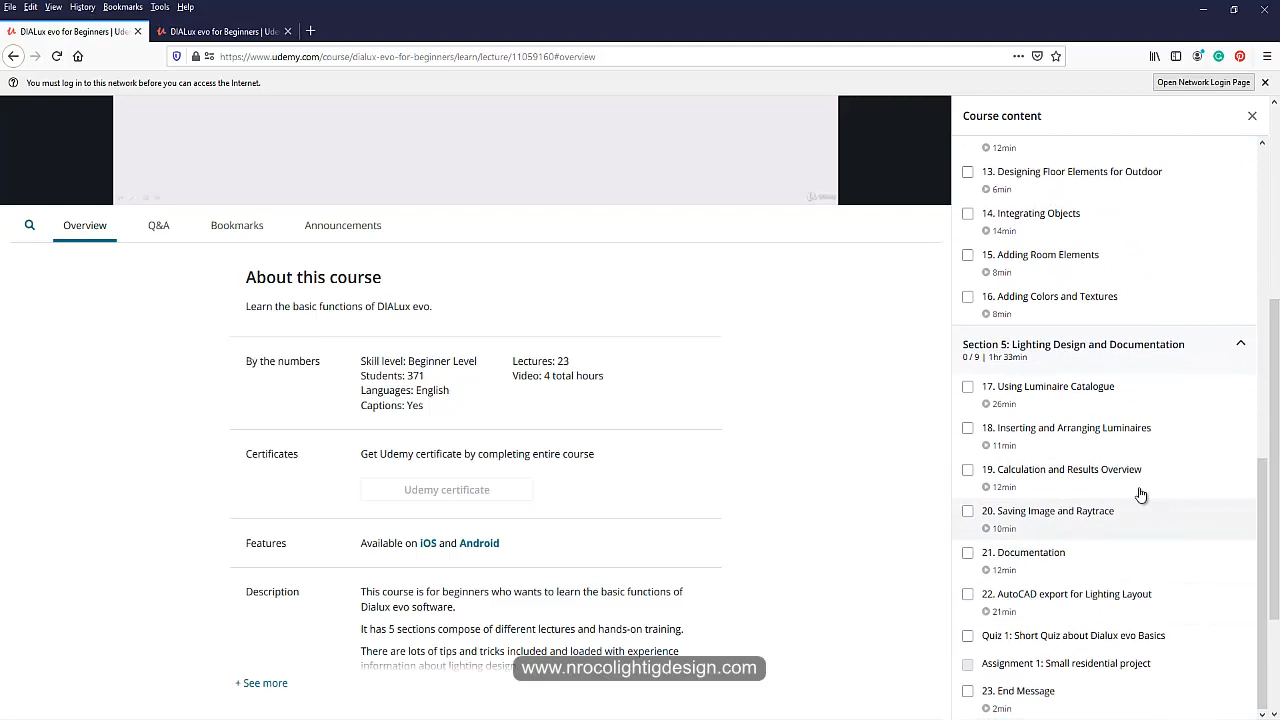 File Edit View History Bookmarks Tools Help
DIALux evo for Beginners | Ude
DIALux evo for Beginners | Ude
https://www.udemy.com/course/dialux-evo-for-beginners/learn/lecture/11059160#overview
You must log in to this network before you can access the Internet.
Open Network Login Page
Course content
12min
13. Designing Floor Elements for Outdoor
6min
14. Integrating Objects
14min
15. Adding Room Elements
8min
16. Adding Colors and Textures
8min
Section 5: Lighting Design and Documentation
0 / 9 | 1hr 33min
17. Using Luminaire Catalogue
26min
18. Inserting and Arranging Luminaires
11min
19. Calculation and Results Overview
12min
20. Saving Image and Raytrace
10min
21. Documentation
12min
22. AutoCAD export for Lighting Layout
21min
Quiz 1: Short Quiz about Dialux evo Basics
Assignment 1: Small residential project
23. End Message
2min
Overview Q&A Bookmarks Announcements
About this course
Learn the basic functions of DIALux evo.
By the numbers
Skill level: Beginner Level
Students: 371
Languages: English
Captions: Yes
Lectures: 23
Video: 4 total hours
Certificates
Get Udemy certificate by completing entire course
Udemy certificate
Features
Available on iOS and Android
Description
This course is for beginners who wants to learn the basic functions of
Dialux evo software.
It has 5 sections compose of different lectures and hands-on training.
There are lots of tips and tricks included and loaded with experience
information about lighting design
+ See more
www.nrocolightigdesign.com